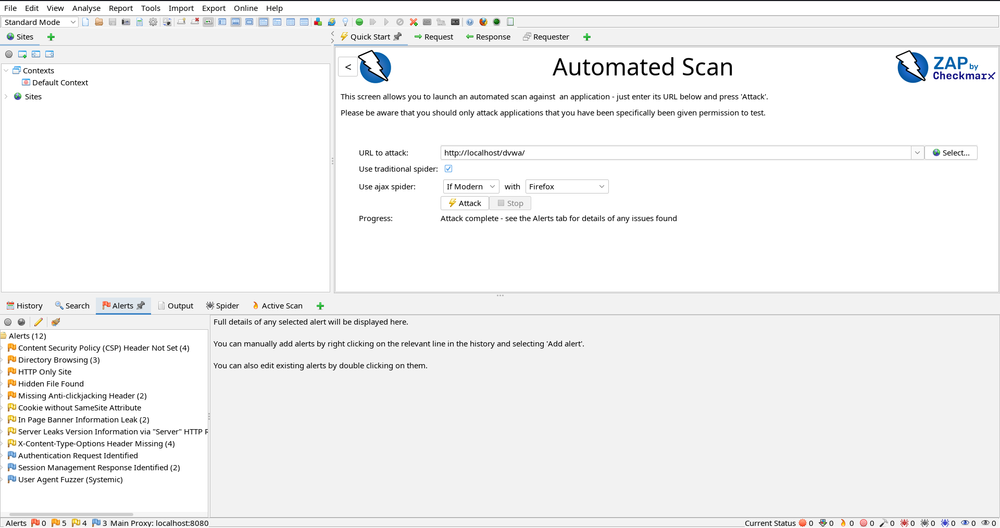 File Edit View Analyse Report Tools Import Export Online Help
Standard Mode
Sites
Quick Start Request Response Requester
Contexts
Default Context
Sites
<
Automated Scan
ZAP by
Checkmarx
This screen allows you to launch an automated scan against  an application - just enter its URL below and press 'Attack'.
Please be aware that you should only attack applications that you have been specifically been given permission to test.
URL to attack: http://localhost/dvwa/ Select...
Use traditional spider:
Use ajax spider: If Modern with Firefox
Attack Stop
Progress: Attack complete - see the Alerts tab for details of any issues found
History Search Alerts Output Spider Active Scan
Alerts (12)
Content Security Policy (CSP) Header Not Set (4)
Directory Browsing (3)
HTTP Only Site
Hidden File Found
Missing Anti-clickjacking Header (2)
Cookie without SameSite Attribute
In Page Banner Information Leak (2)
Server Leaks Version Information via "Server" HTTP R
X-Content-Type-Options Header Missing (4)
Authentication Request Identified
Session Management Response Identified (2)
User Agent Fuzzer (Systemic)
Full details of any selected alert will be displayed here.
You can manually add alerts by right clicking on the relevant line in the history and selecting 'Add alert'.
You can also edit existing alerts by double clicking on them.
Alerts 0 5 4 3 Main Proxy: localhost:8080
Current Status 0 0 0 0 0 0 0 0 0 0